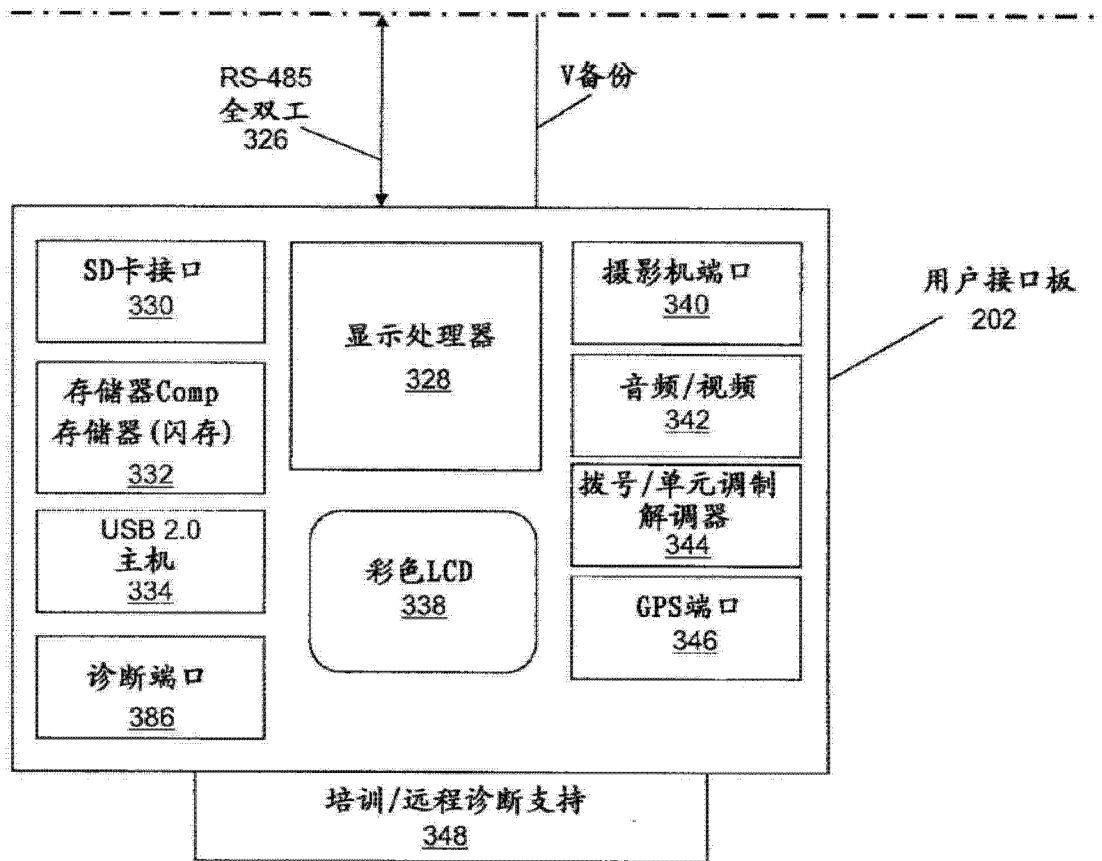 RS-485
全双工
326
V备份
SD卡接口
330
存储器Comp
存储器(闪存)
332
USB 2.0
主机
334
诊断端口
386
显示处理器
328
彩色LCD
338
摄影机端口
340
音频/视频
342
拨号/单元调制
解调器
344
GPS端口
346
用户接口板
202
培训/远程诊断支持
348